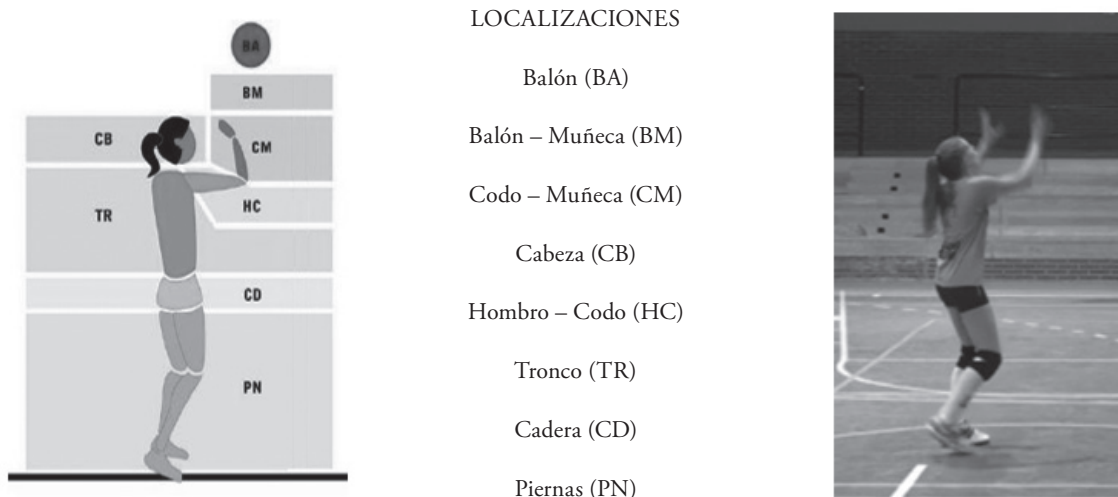 BA
BM
CB
CM
TR
HC
CD
PN
LOCALIZACIONES
Balón (BA)
Balón – Muñeca (BM)
Codo – Muñeca (CM)
Cabeza (CB)
Hombro – Codo (HC)
Tronco (TR)
Cadera (CD)
Piernas (PN)